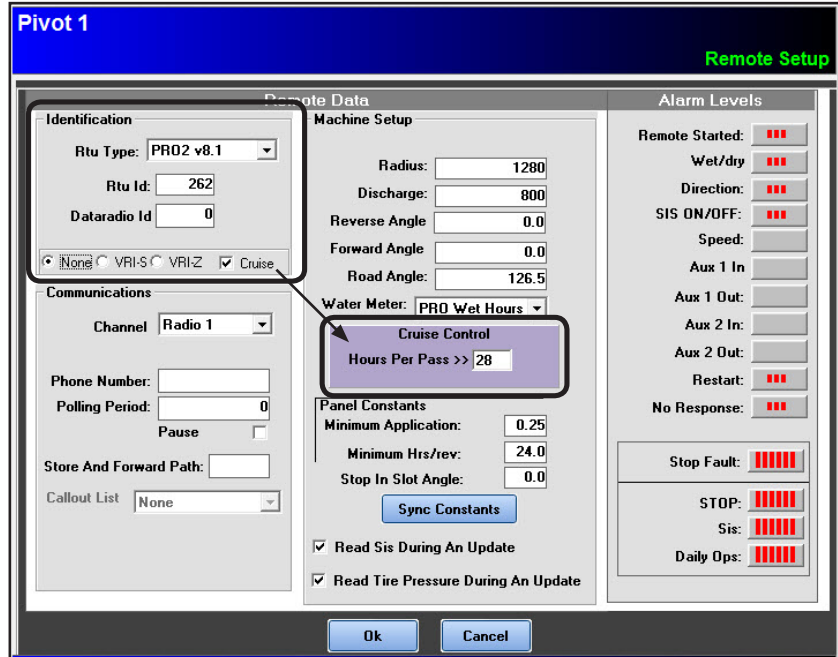 Pivot 1
Remote Setup
Remote Data
Identification
Rtu Type: PRO2 v8.1
Rtu Id: 262
Dataradio Id 0
None VRI-S VRI-Z Cruise
Communications
Channel Radio 1
Phone Number:
Polling Period: 0
Pause
Store And Forward Path:
Callout List None
Machine Setup
Radius: 1280
Discharge: 800
Reverse Angle 0.0
Forward Angle 0.0
Road Angle: 126.5
Water Meter: PRO Wet Hours
Cruise Control
Hours Per Pass >> 28
Panel Constants
Minimum Application: 0.25
Minimum Hrs/rev: 24.0
Stop In Slot Angle: 0.0
Sync Constants
Read Sis During An Update
Read Tire Pressure During An Update
Alarm Levels
Remote Started:
Wet/dry
Direction:
SIS ON/OFF:
Speed:
Aux 1 In
Aux 1 Out:
Aux 2 In:
Aux 2 Out:
Restart:
No Response:
Stop Fault:
STOP:
Sis:
Daily Ops:
Ok
Cancel